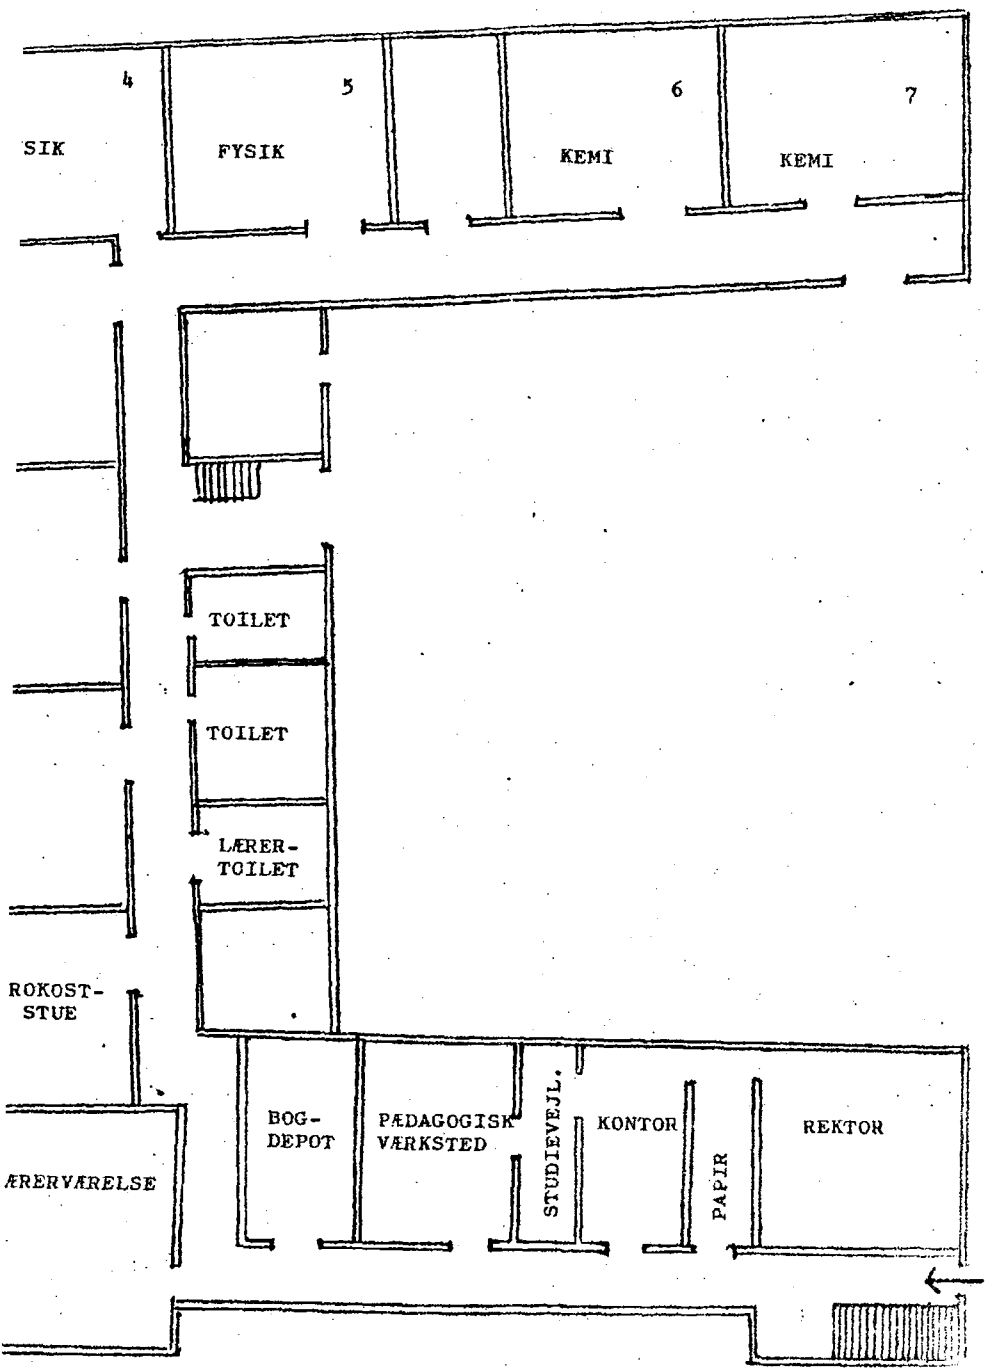 4
5
6
7
SIK
FYSIK
KEMI
KEMI
TOILET
TOILET
LÆRER-
TOILET
ROKOST-
STUE
BOG-
DEPOT
PÆDAGOGISK
VÆRKSTED
STUDIEVEJL.
KONTOR
PAPIR
REKTOR
ÆRERVÆRELSE